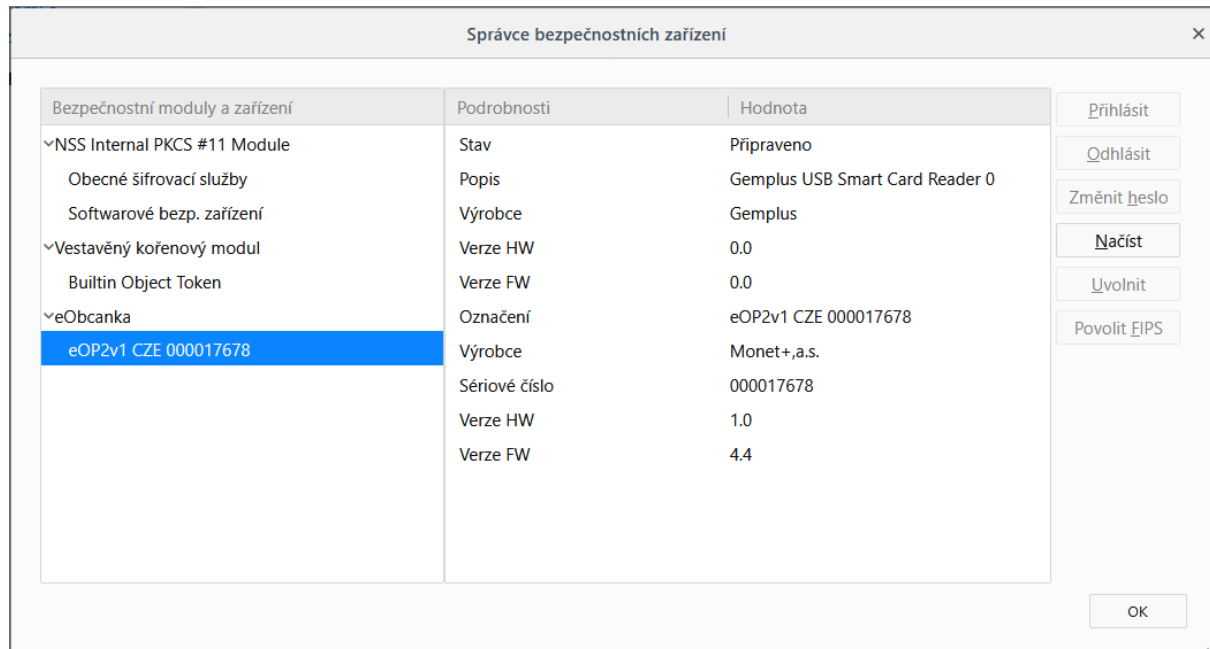 Správce bezpečnostních zařízení
Bezpečnostní moduly a zařízení
NSS Internal PKCS #11 Module
Obecné šifrovací služby
Softwarové bezp. zařízení
Vestavěný kořenový modul
Builtin Object Token
eObcanka
eOP2v1 CZE 000017678
Podrobnosti Hodnota
Stav Připraveno
Popis Gemplus USB Smart Card Reader 0
Výrobce Gemplus
Verze HW 0.0
Verze FW 0.0
Označení eOP2v1 CZE 000017678
Výrobce Monet+,a.s.
Sériové číslo 000017678
Verze HW 1.0
Verze FW 4.4
Přihlásit
Odhlásit
Změnit heslo
Načíst
Uvolnit
Povolit FIPS
OK